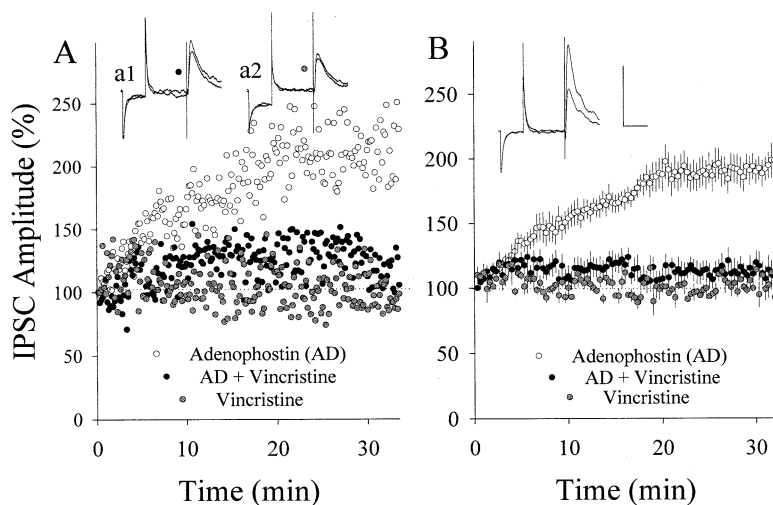 A
a1
a2
IPSC Amplitude (%)
250
200
150
100
50
0
Adenophostin (AD)
AD + Vincristine
Vincristine
0
10
20
30
Time (min)
B
250
200
150
100
50
0
Adenophostin (AD)
AD + Vincristine
Vincristine
0
10
20
30
Time (min)